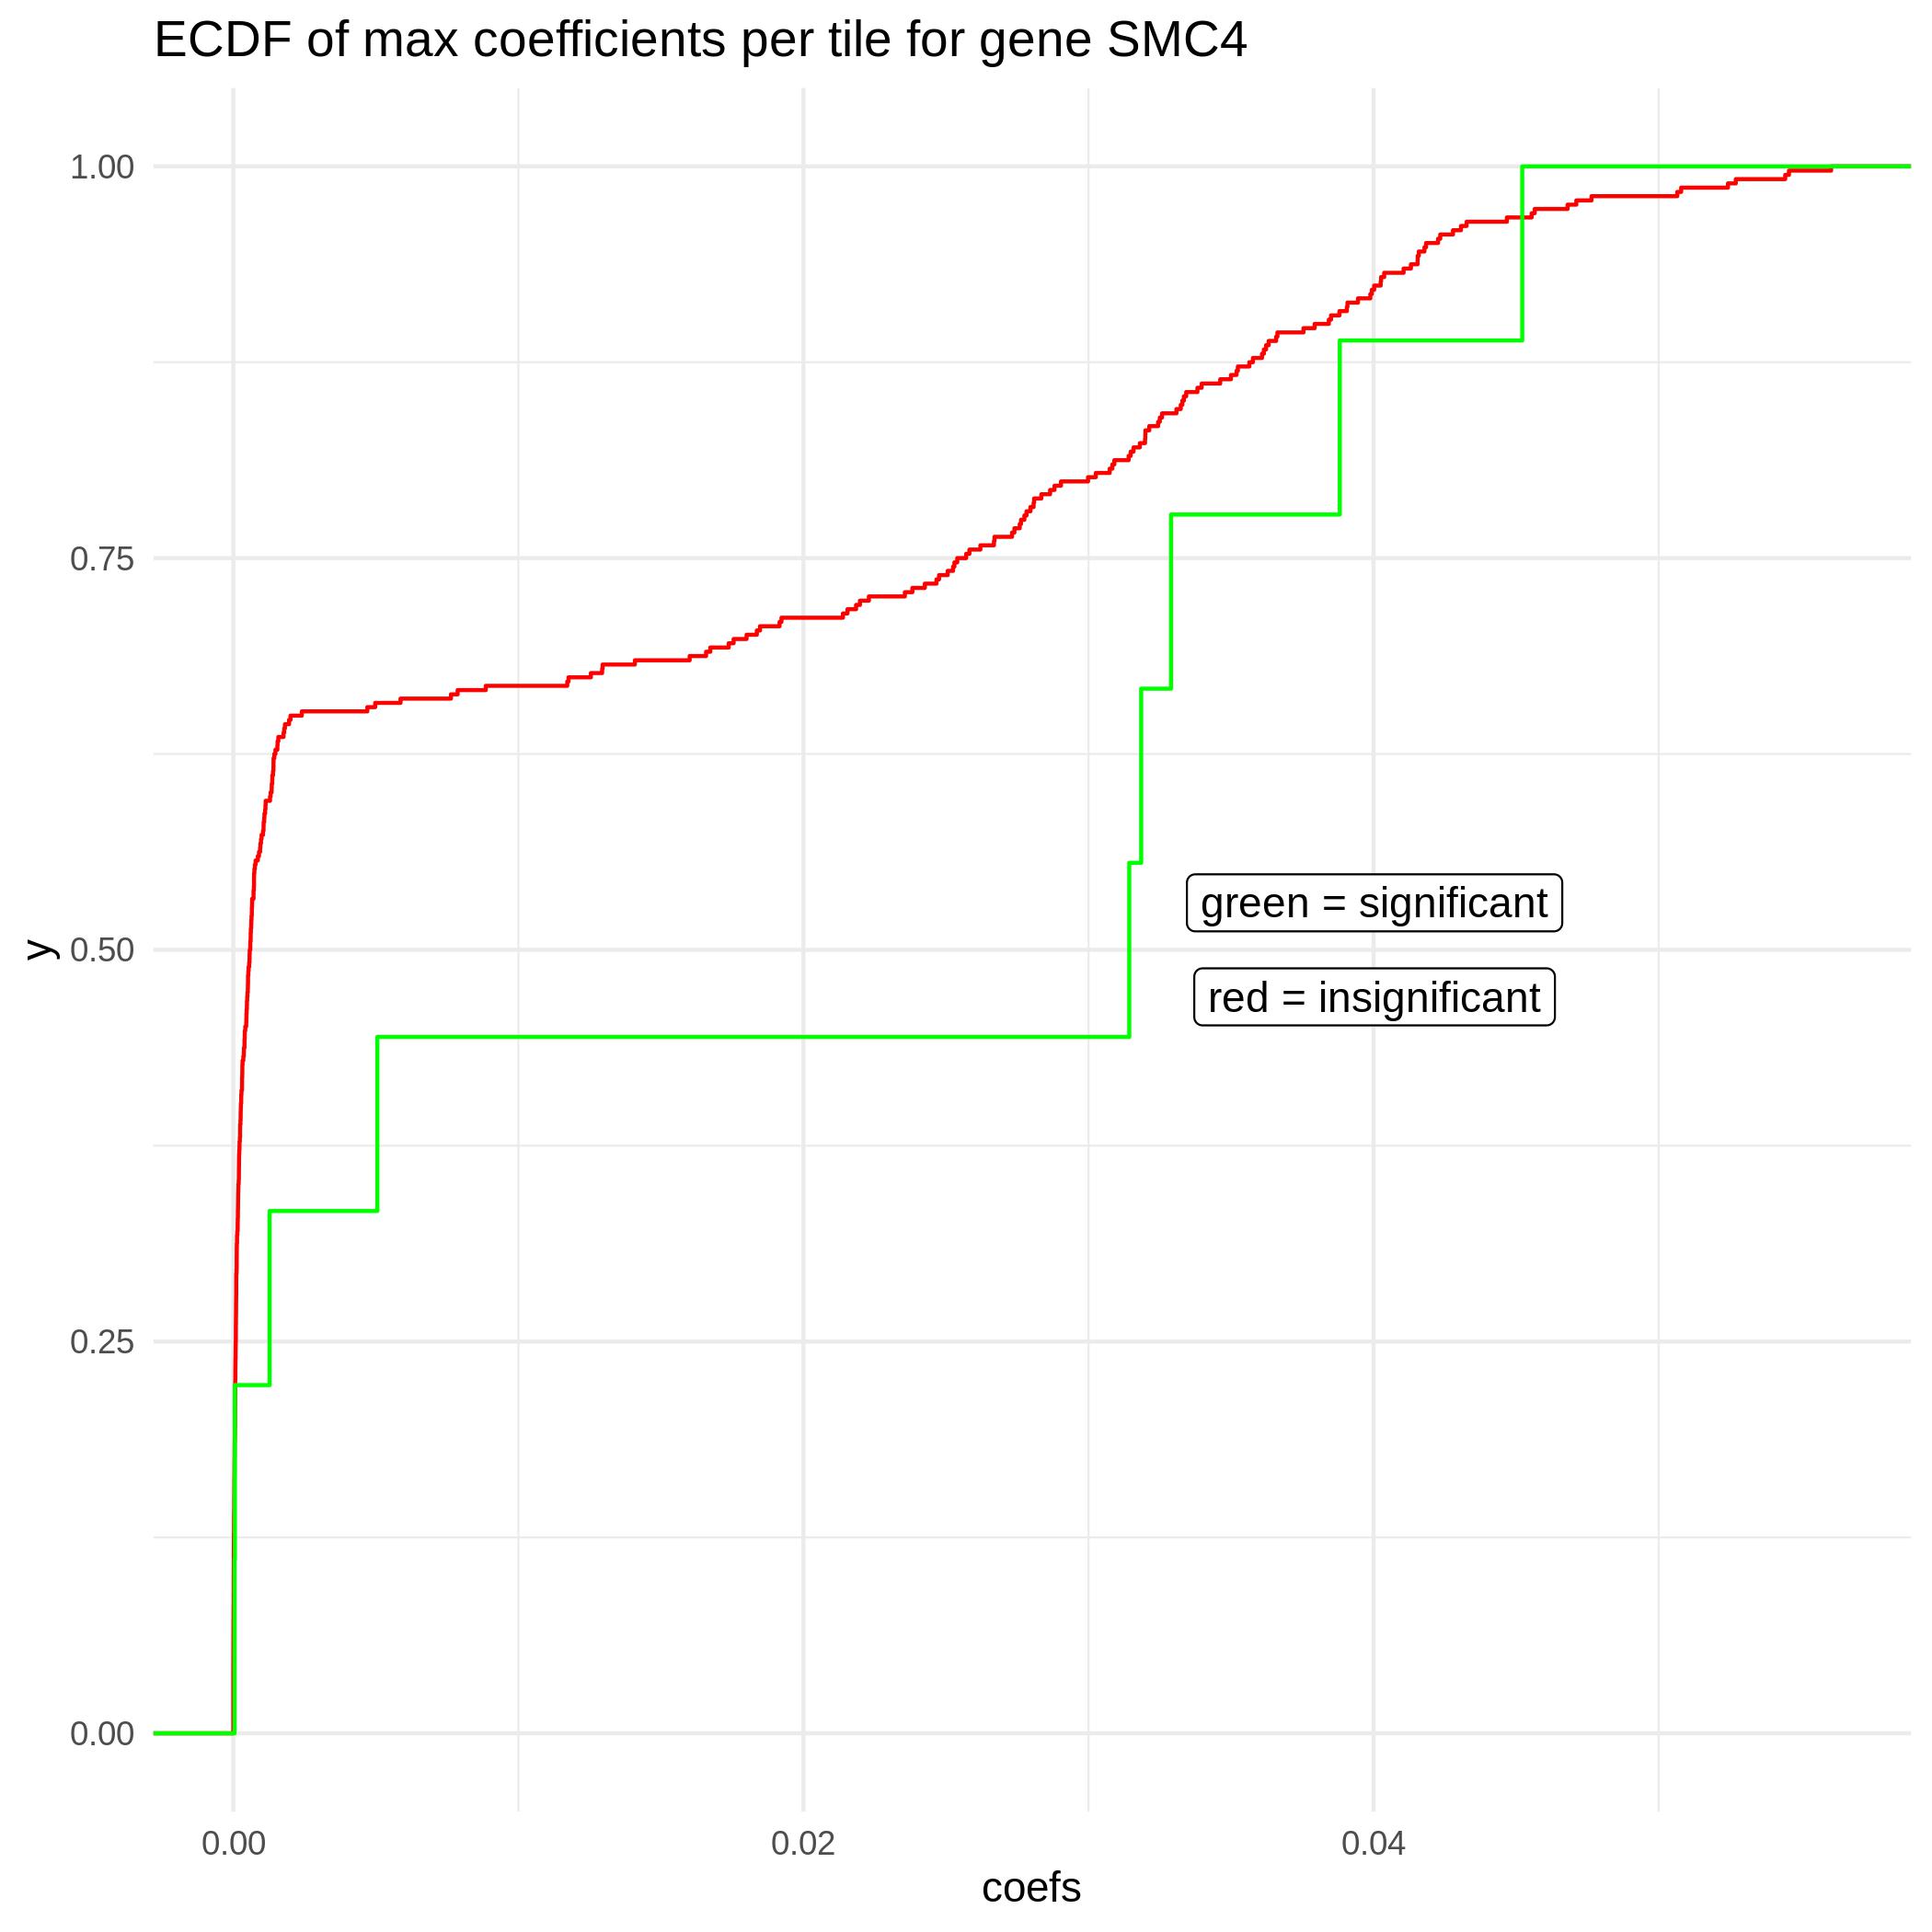 ECDF of max coefficients per tile for gene SMC4
1.00
0.75
0.50
0.25
0.00
y
green = significant
red = insignificant
0.00
0.02
0.04
coefs